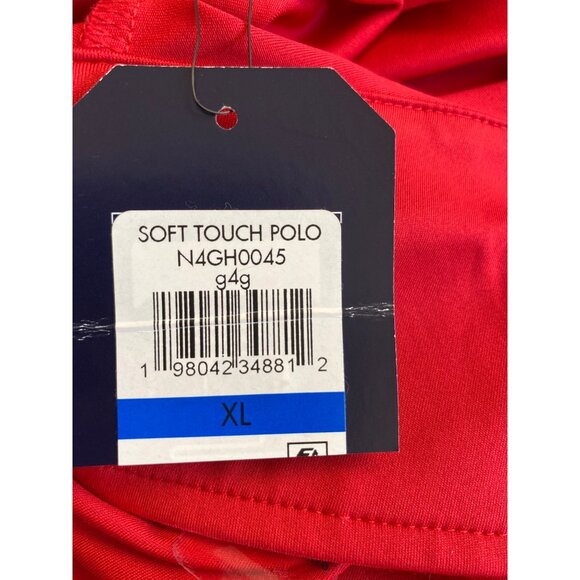 SOFT TOUCH POLO
N4GH0045
g4g
1 98042 34881 2
XL